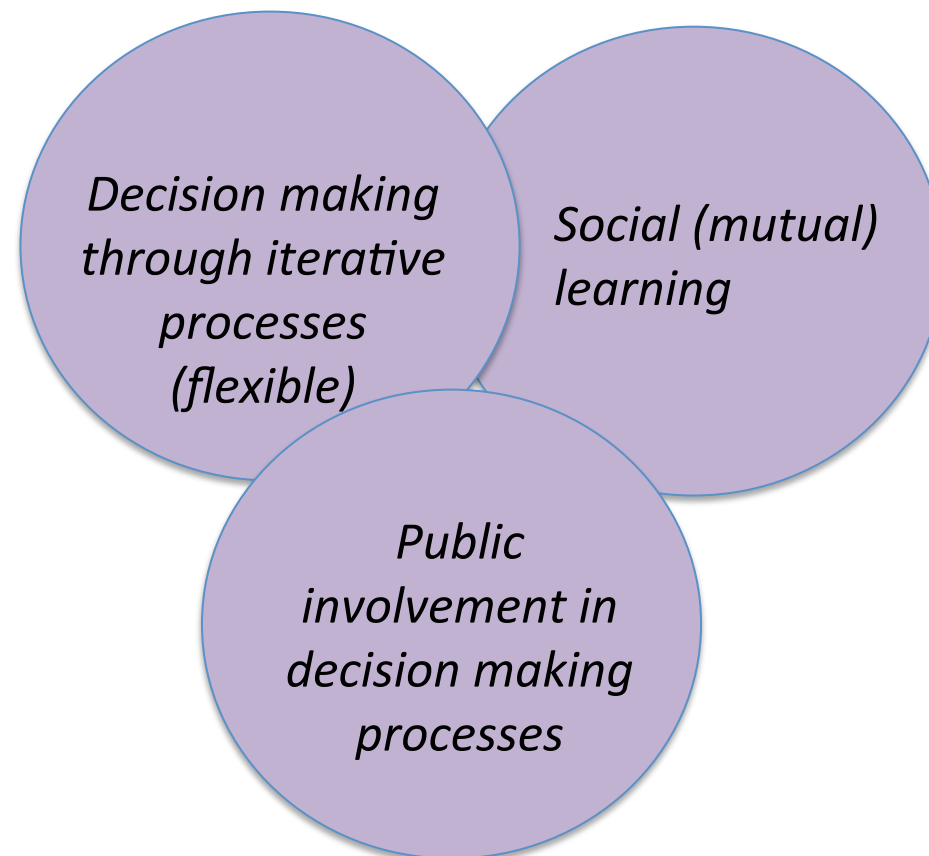 Decision making
through iterative
processes
(flexible)
Social (mutual)
learning
Public
involvement in
decision making
processes